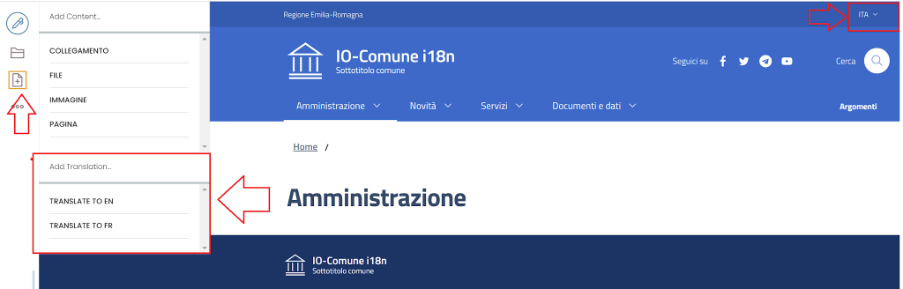 Add Content..
COLLEGAMENTO
FILE
IMMAGINE
PAGINA
Add Translation..
TRANSLATE TO EN
TRANSLATE TO FR
Regione Emilia-Romagna
ITA
IO-Comune i18n
Sottotitolo comune
Seguici su
Cerca
Amministrazione
Novità
Servizi
Documenti e dati
Argomenti
Home /
Amministrazione
IO-Comune i18n
Sottotitolo comune